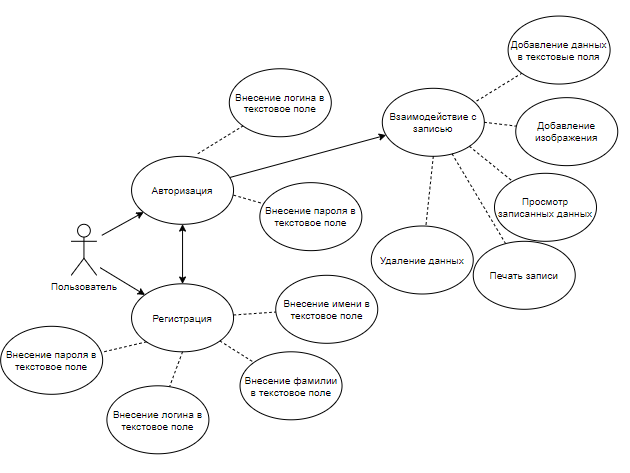 Добавление данных
в текстовые поля
Внесение логина в
текстовое поле
Взаимодействие с
записью
Добавление
изображения
Авторизация
Внесение пароля в
текстовое поле
Просмотр
записанных данных
Удаление данных
Печать записи
Пользователь
Регистрация
Внесение имени в
текстовое поле
Внесение пароля в
текстовое поле
Внесение фамилии
в текстовое поле
Внесение логина в
текстовое поле